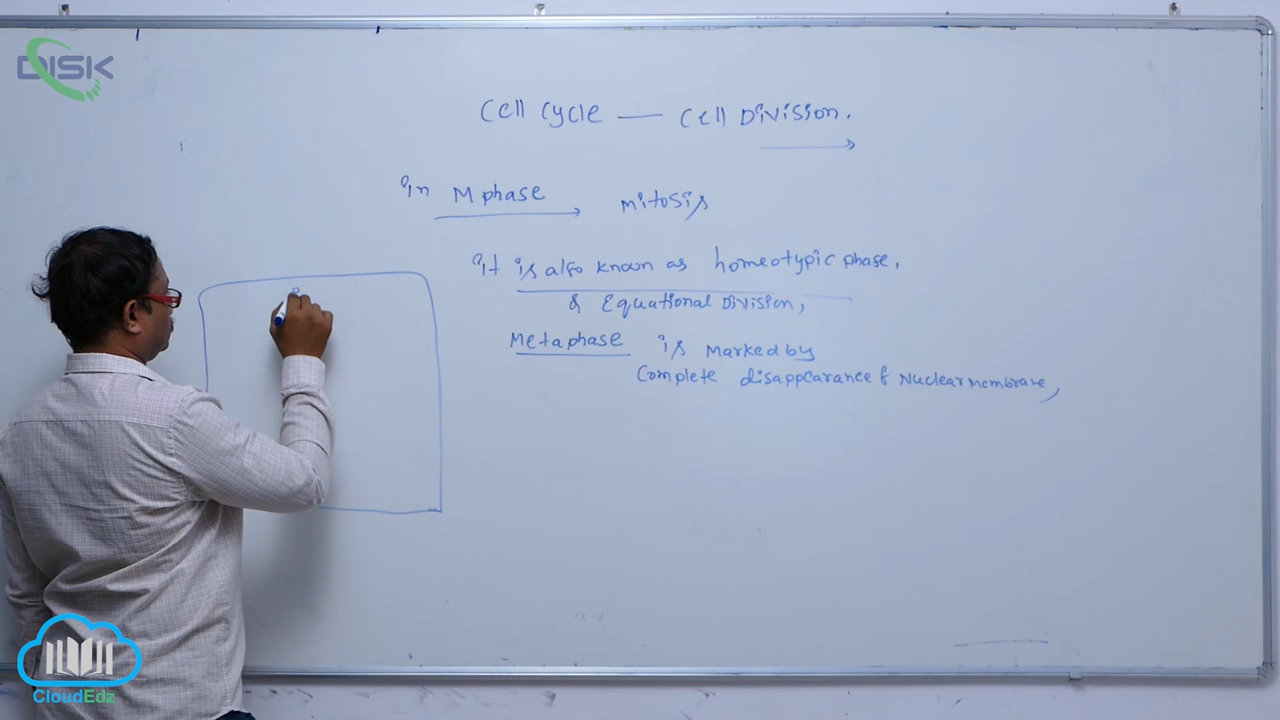 DISK
Cell Cycle — Cell Division.
in M phase → mitosis
it is also known as homeotypic phase,
& Equational Division,
Metaphase is Marked by
Complete disappearance & Nuclear membrane,
CloudEdz